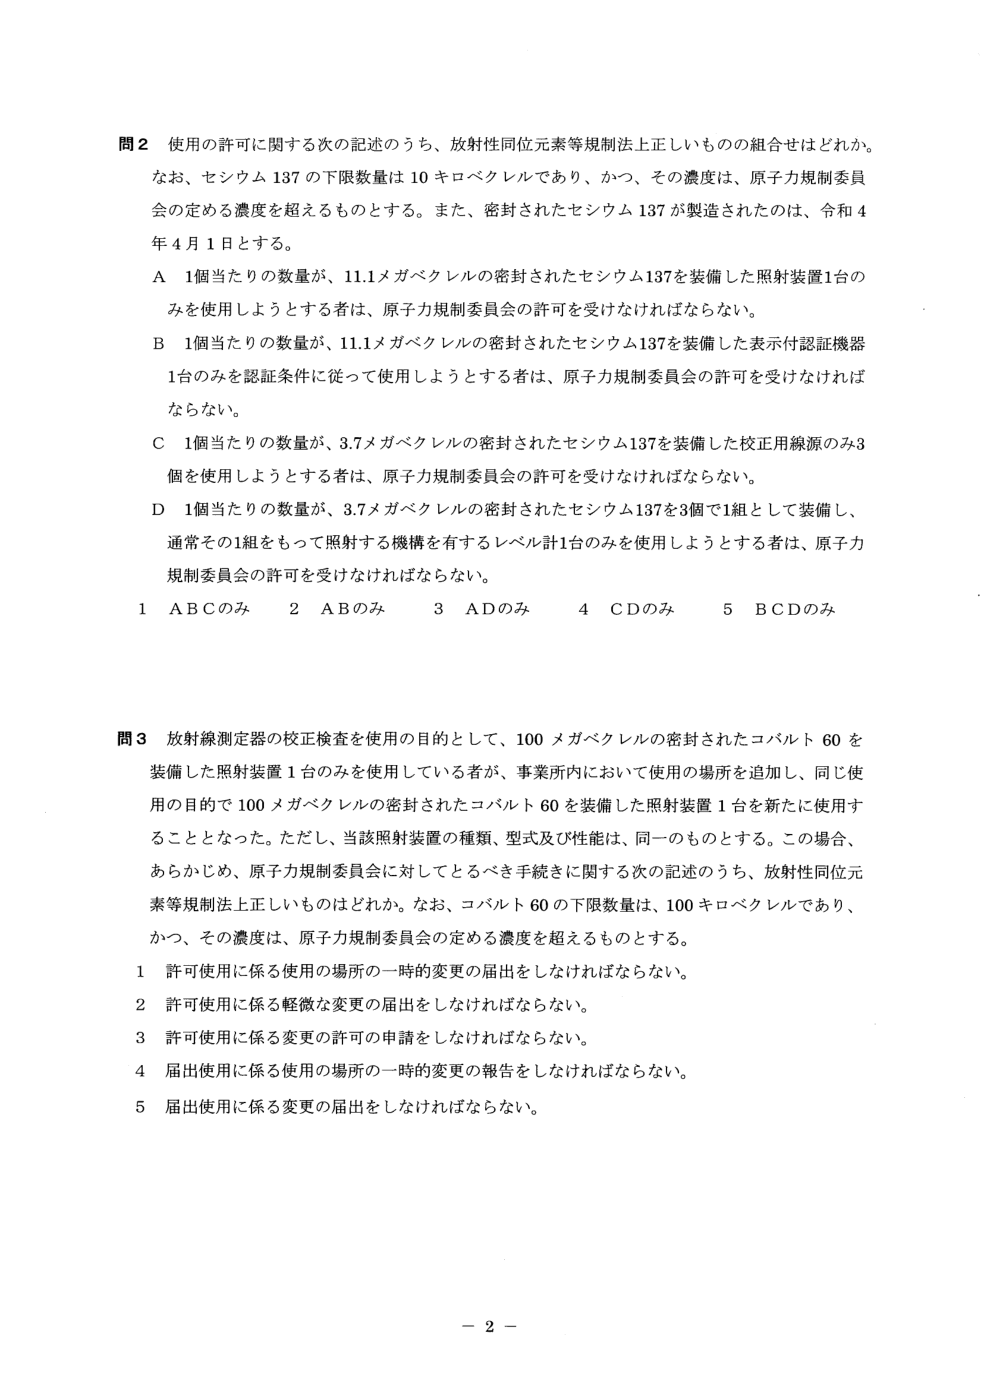 問2　使用の許可に関する次の記述のうち、放射性同位元素等規制法上正しいものの組合せはどれか。
なお、セシウム 137 の下限数量は 10 キロベクレルであり、かつ、その濃度は、原子力規制委員
会の定める濃度を超えるものとする。また、密封されたセシウム 137 が製造されたのは、令和 4
年 4 月 1 日とする。
A　1個当たりの数量が、11.1メガベクレルの密封されたセシウム137を装備した照射装置1台の
みを使用しようとする者は、原子力規制委員会の許可を受けなければならない。
B　1個当たりの数量が、11.1メガベクレルの密封されたセシウム137を装備した表示付認証機器
1台のみを認証条件に従って使用しようとする者は、原子力規制委員会の許可を受けなければ
ならない。
C　1個当たりの数量が、3.7メガベクレルの密封されたセシウム137を装備した校正用線源のみ3
個を使用しようとする者は、原子力規制委員会の許可を受けなければならない。
D　1個当たりの数量が、3.7メガベクレルの密封されたセシウム137を3個で1組として装備し、
通常その1組をもって照射する機構を有するレベル計1台のみを使用しようとする者は、原子力
規制委員会の許可を受けなければならない。
1　ABCのみ　2　ABのみ　3　ADのみ　4　CDのみ　5　BCDのみ
問3　放射線測定器の校正検査を使用の目的として、100 メガベクレルの密封されたコバルト 60 を
装備した照射装置 1 台のみを使用している者が、事業所内において使用の場所を追加し、同じ使
用の目的で 100 メガベクレルの密封されたコバルト 60 を装備した照射装置 1 台を新たに使用す
ることとなった。ただし、当該照射装置の種類、型式及び性能は、同一のものとする。この場合、
あらかじめ、原子力規制委員会に対してとるべき手続きに関する次の記述のうち、放射性同位元
素等規制法上正しいものはどれか。なお、コバルト 60 の下限数量は、100 キロベクレルであり、
かつ、その濃度は、原子力規制委員会の定める濃度を超えるものとする。
1　許可使用に係る使用の場所の一時的変更の届出をしなければならない。
2　許可使用に係る軽微な変更の届出をしなければならない。
3　許可使用に係る変更の許可の申請をしなければならない。
4　届出使用に係る使用の場所の一時的変更の報告をしなければならない。
5　届出使用に係る変更の届出をしなければならない。
－ 2 －